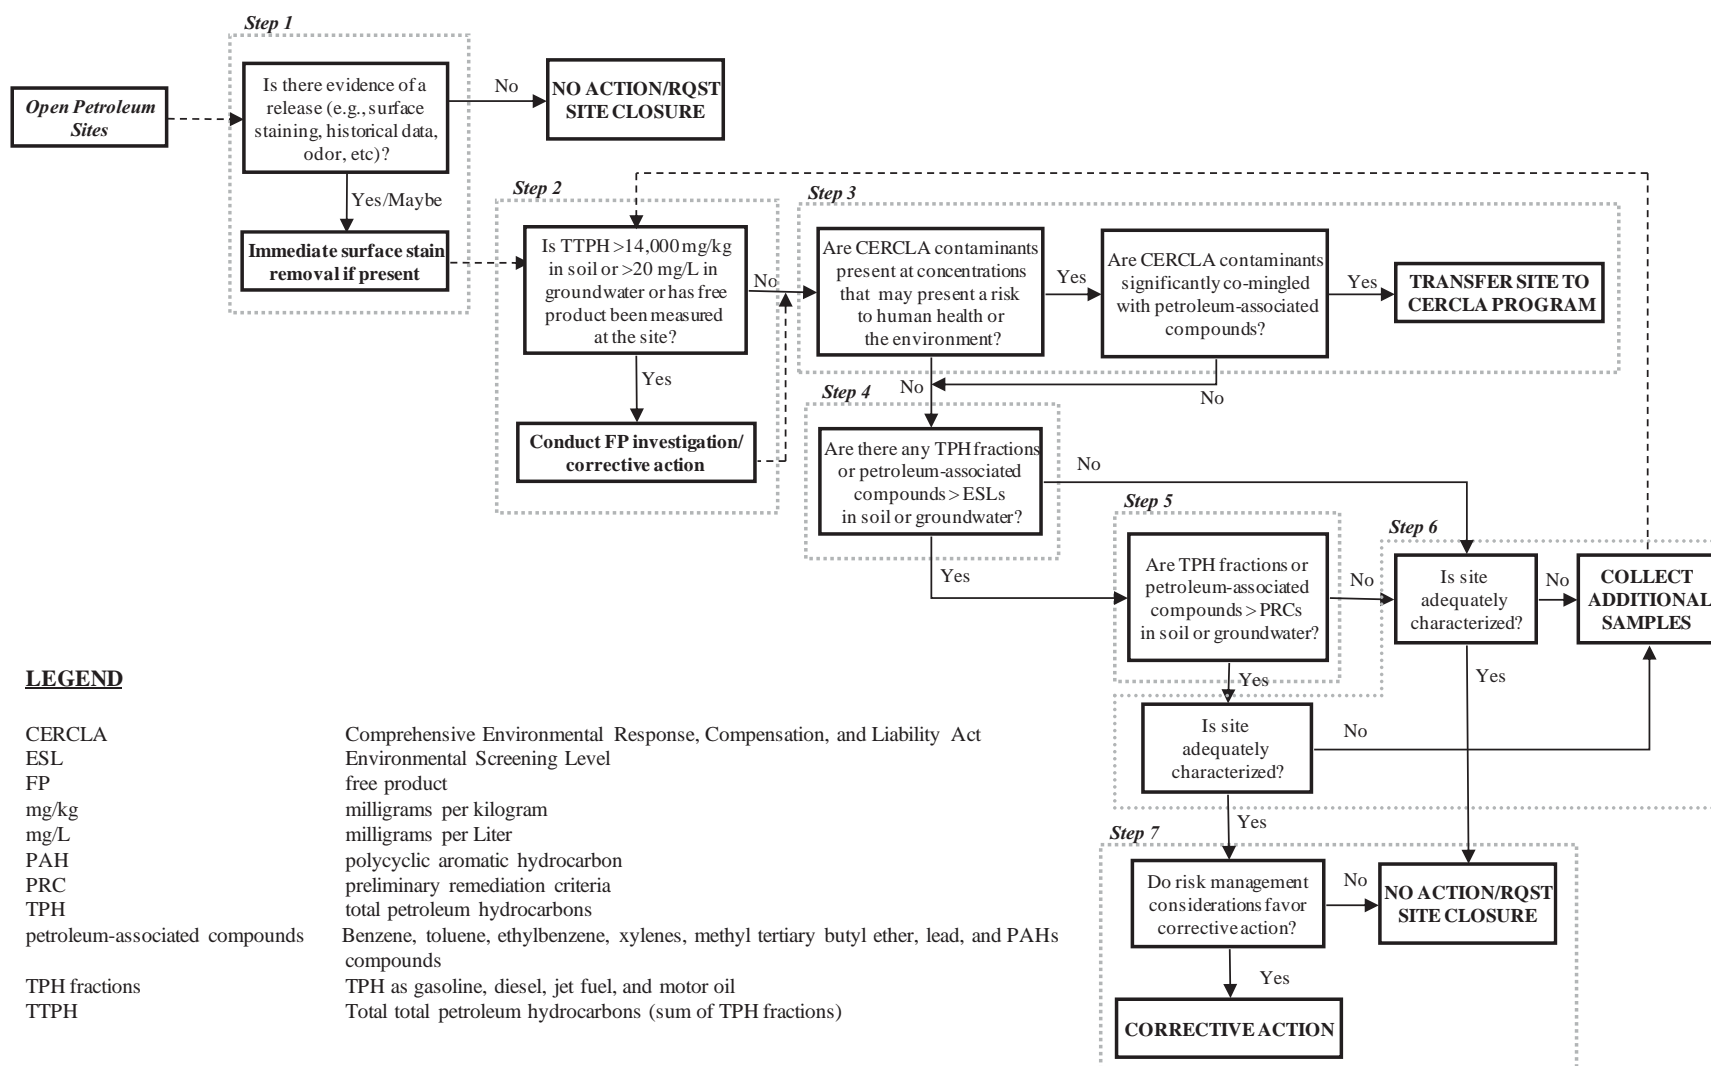 Step 1
Open Petroleum
Sites
Is there evidence of a
release (e.g., surface
staining, historical data,
odor, etc)?
No
NO ACTION/RQST
SITE CLOSURE
Yes/Maybe
Immediate surface stain
removal if present
Step 2
Is TTPH >14,000 mg/kg
in soil or >20 mg/L in
groundwater or has free
product been measured
at the site?
No
Yes
Conduct FP investigation/
corrective action
Step 3
Are CERCLA contaminants
present at concentrations
that may present a risk
to human health or
the environment?
Yes
Are CERCLA contaminants
significantly co-mingled
with petroleum-associated
compounds?
Yes
TRANSFER SITE TO
CERCLA PROGRAM
No
No
Step 4
Are there any TPH fractions
or petroleum-associated
compounds > ESLs
in soil or groundwater?
No
Yes
Step 5
Are TPH fractions or
petroleum-associated
compounds > PRCs
in soil or groundwater?
No
Yes
Step 6
Is site
adequately
characterized?
No
COLLECT
ADDITIONAL
SAMPLES
Yes
Is site
adequately
characterized?
No
Yes
Step 7
Do risk management
considerations favor
corrective action?
No
NO ACTION/RQST
SITE CLOSURE
Yes
CORRECTIVE ACTION
LEGEND
CERCLA Comprehensive Environmental Response, Compensation, and Liability Act
ESL Environmental Screening Level
FP free product
mg/kg milligrams per kilogram
mg/L milligrams per Liter
PAH polycyclic aromatic hydrocarbon
PRC preliminary remediation criteria
TPH total petroleum hydrocarbons
petroleum-associated compounds Benzene, toluene, ethylbenzene, xylenes, methyl tertiary butyl ether, lead, and PAHs
compounds
TPH fractions TPH as gasoline, diesel, jet fuel, and motor oil
TTPH Total total petroleum hydrocarbons (sum of TPH fractions)